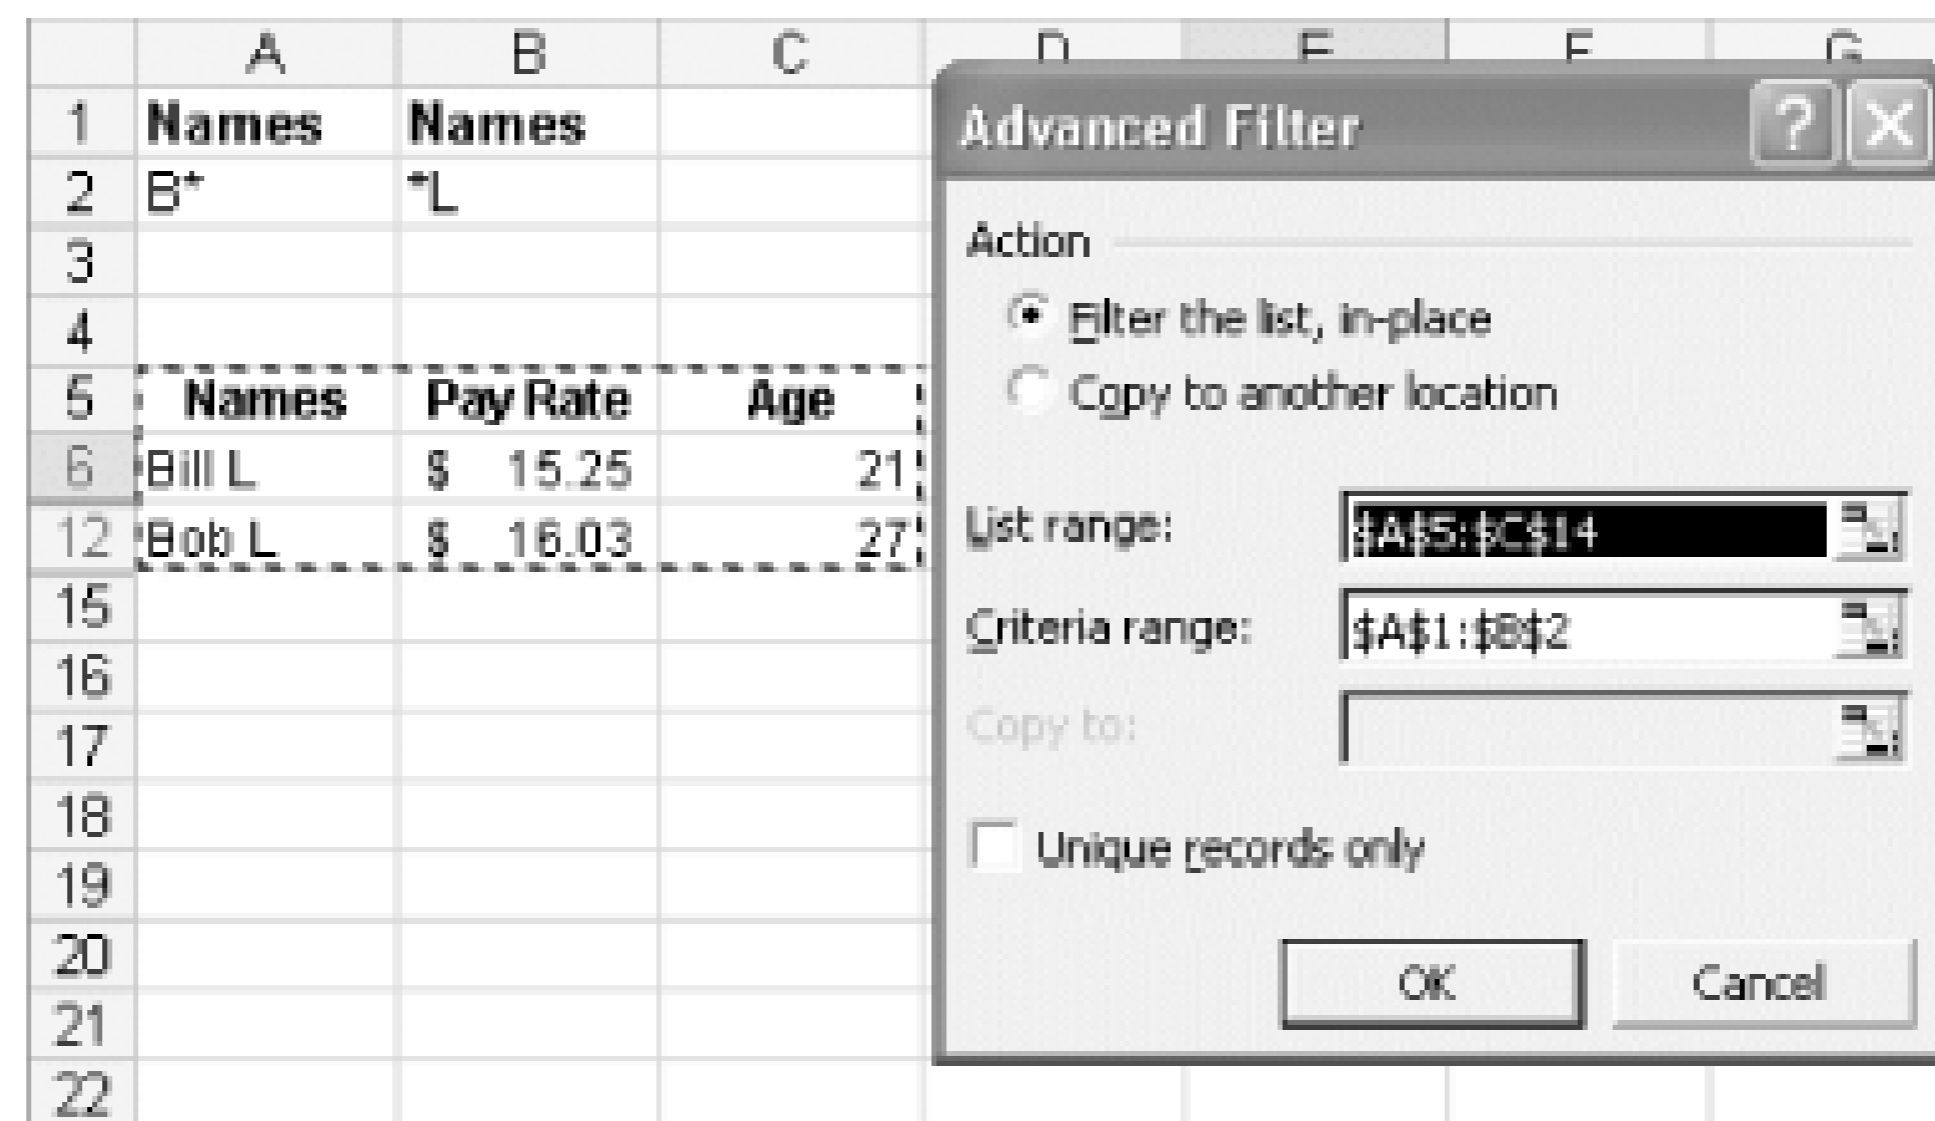 A B C D E F G
1 Names Names
2 B* *L
3
4
5 Names Pay Rate Age
6 Bill L $ 15.25 21
12 Bob L $ 16.03 27
15
16
17
18
19
20
21
22
Advanced Filter ? X
Action
Filter the list, in-place
Copy to another location
List range: $A$5:$C$14
Criteria range: $A$1:$B$2
Copy to:
Unique records only
OK Cancel